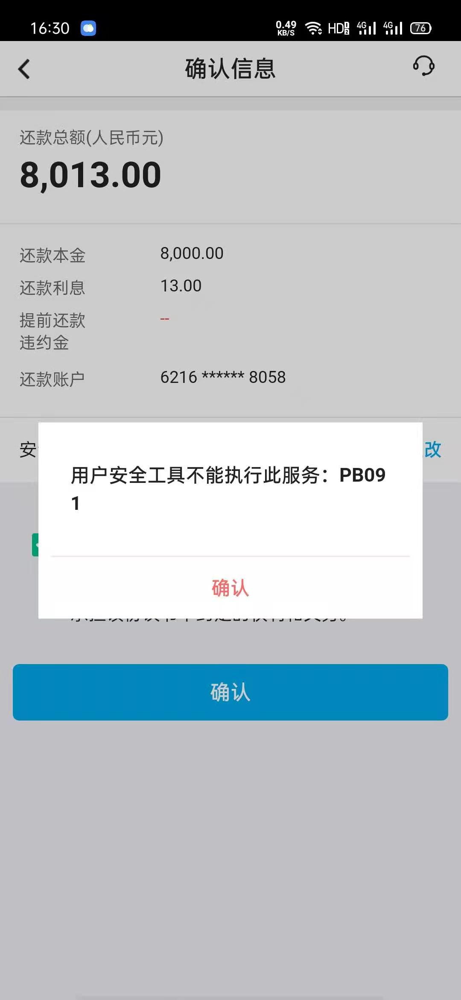 16:30
0.49
KB/S
HD
1
2
4G
4G
76
确认信息
还款总额(人民币元)
8,013.00
还款本金 8,000.00
还款利息 13.00
提前还款 --
违约金
还款账户 6216 ****** 8058
安
改
用户安全工具不能执行此服务：PB09
1
确认
确认